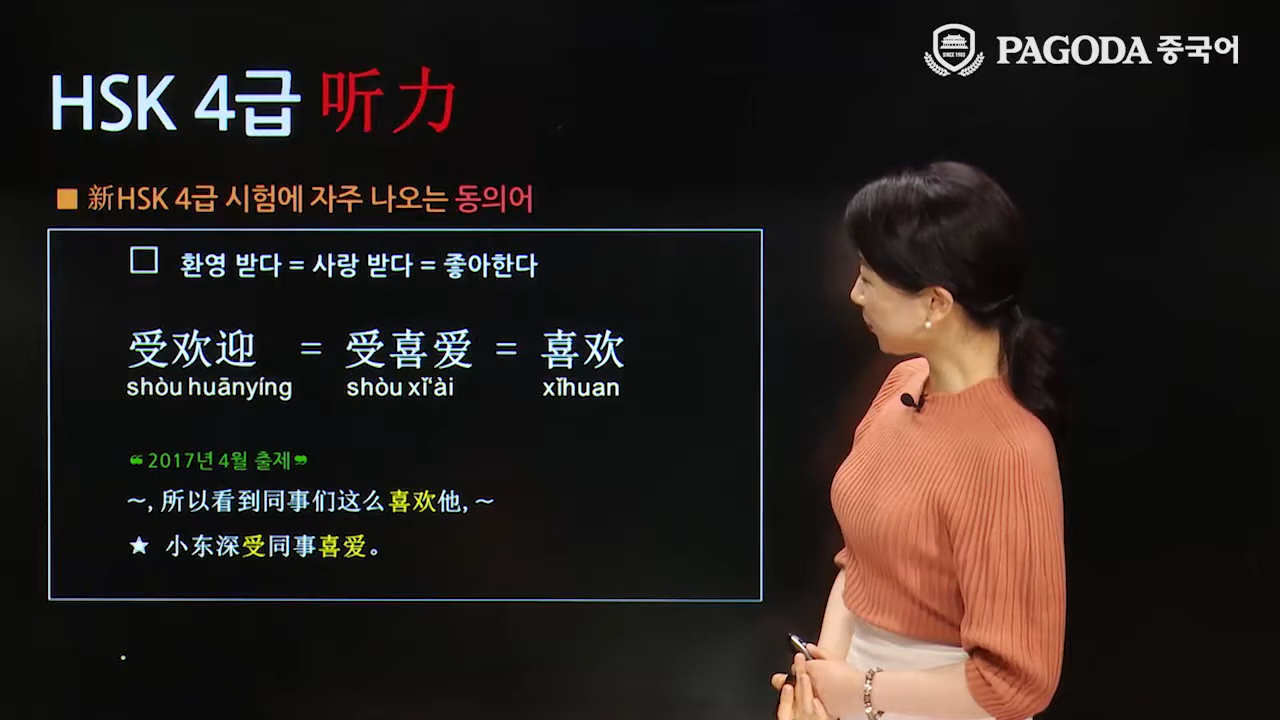 SINCE 1983
PAGODA 중국어
HSK 4급 听力
■ 新HSK 4급 시험에 자주 나오는 동의어
□ 환영 받다 = 사랑 받다 = 좋아한다
受欢迎 = 受喜爱 = 喜欢
shòu huānyíng shòu xǐ'ài xǐhuan
❝2017년 4월 출제❞
~, 所以看到同事们这么喜欢他, ~
★ 小东深受同事喜爱。